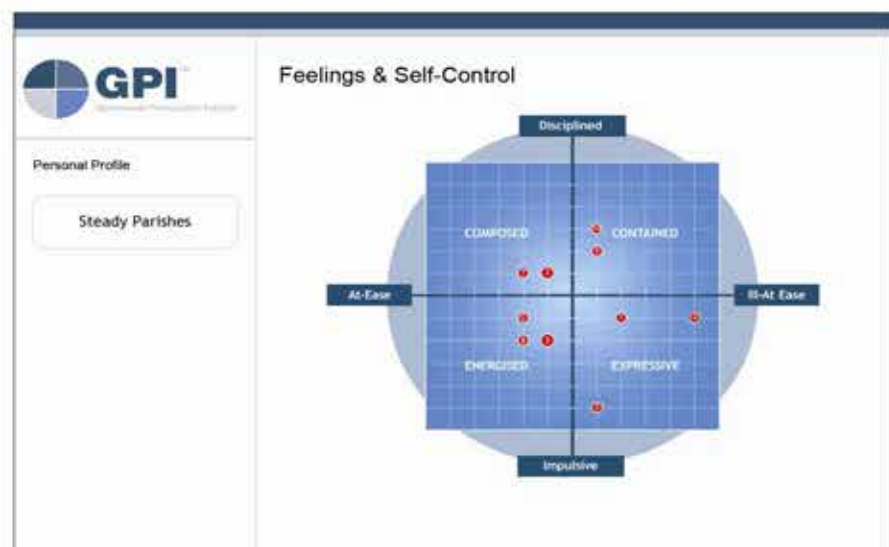 GPI
Personal Profile
Steady Parishes
Feelings & Self-Control
Disciplined
COMPOSED
CONTAINED
At-Ease
Ill-At Ease
ENERGISED
EXPRESSIVE
Impulsive